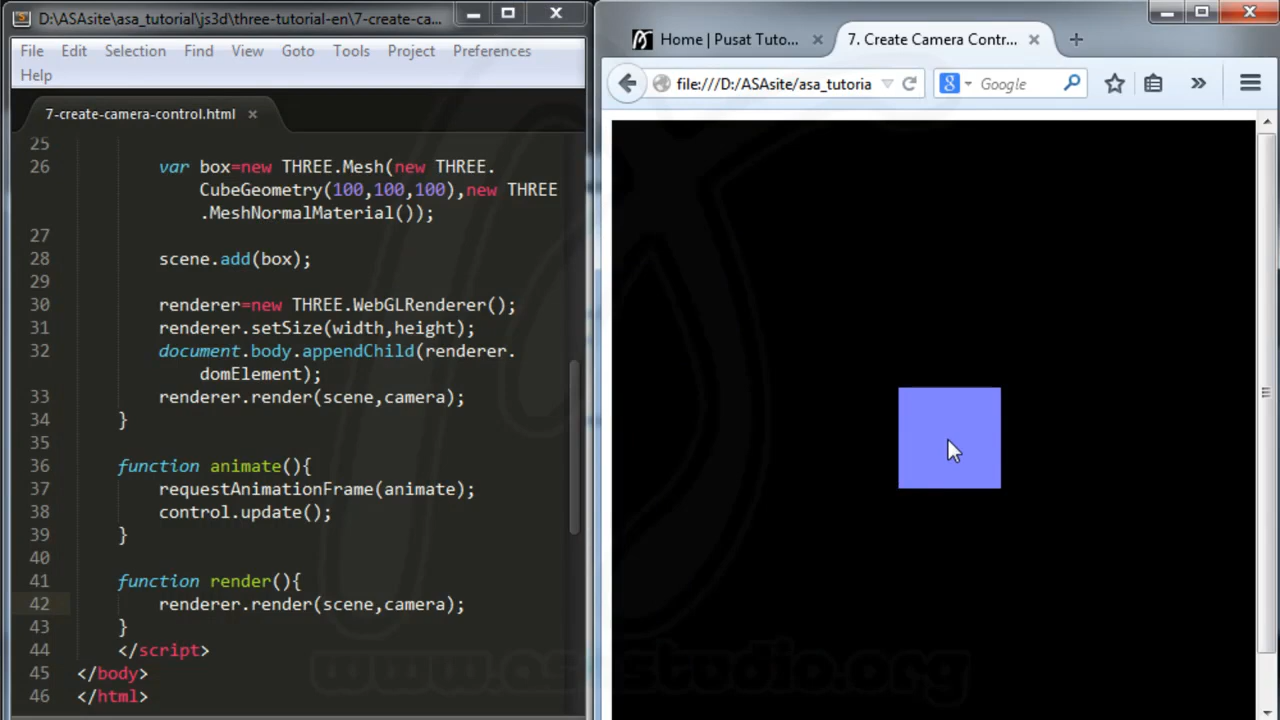 D:\ASAsite\asa_tutorial\js3d\three-tutorial-en\7-create-ca...
File Edit Selection Find View Goto Tools Project Preferences
Help
7-create-camera-control.html
25
26 var box=new THREE.Mesh(new THREE.
CubeGeometry(100,100,100),new THREE
.MeshNormalMaterial());
27
28 scene.add(box);
29
30 renderer=new THREE.WebGLRenderer();
31 renderer.setSize(width,height);
32 document.body.appendChild(renderer.
domElement);
33 renderer.render(scene,camera);
34 }
35
36 function animate(){
37 requestAnimationFrame(animate);
38 control.update();
39 }
40
41 function render(){
42 renderer.render(scene,camera);
43 }
44 </script>
45 </body>
46 </html>
Home | Pusat Tuto...
7. Create Camera Contr...
file:///D:/ASAsite/asa_tutoria
8 Google
www.asastudio.org